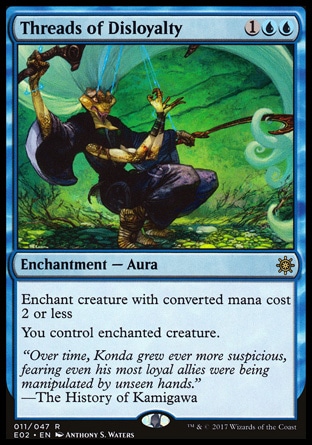 Threads of Disloyalty 1
Enchantment — Aura
Enchant creature with converted mana cost
2 or less
You control enchanted creature.
“Over time, Konda grew ever more suspicious,
fearing even his most loyal allies were being
manipulated by unseen hands.”
—The History of Kamigawa
011/047 R
E02 • EN Anthony S. Waters
™ & © 2017 Wizards of the Coast